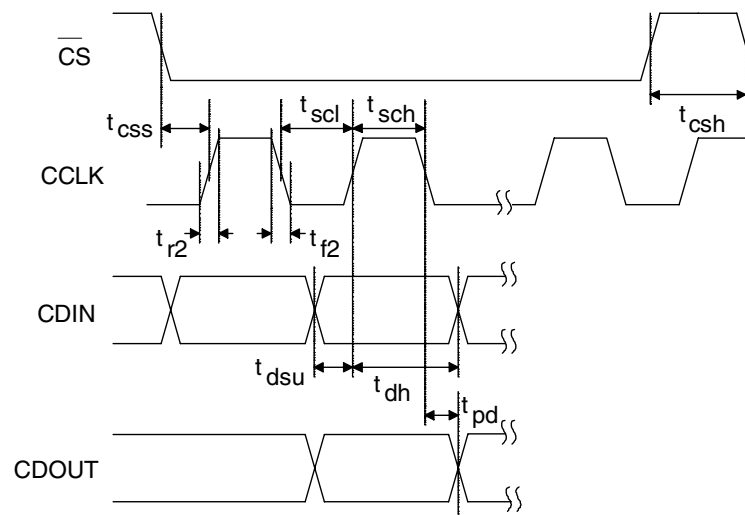 CS
t scl
t sch
t css
t csh
CCLK
t r2
t f2
CDIN
t dsu
t dh
t pd
CDOUT